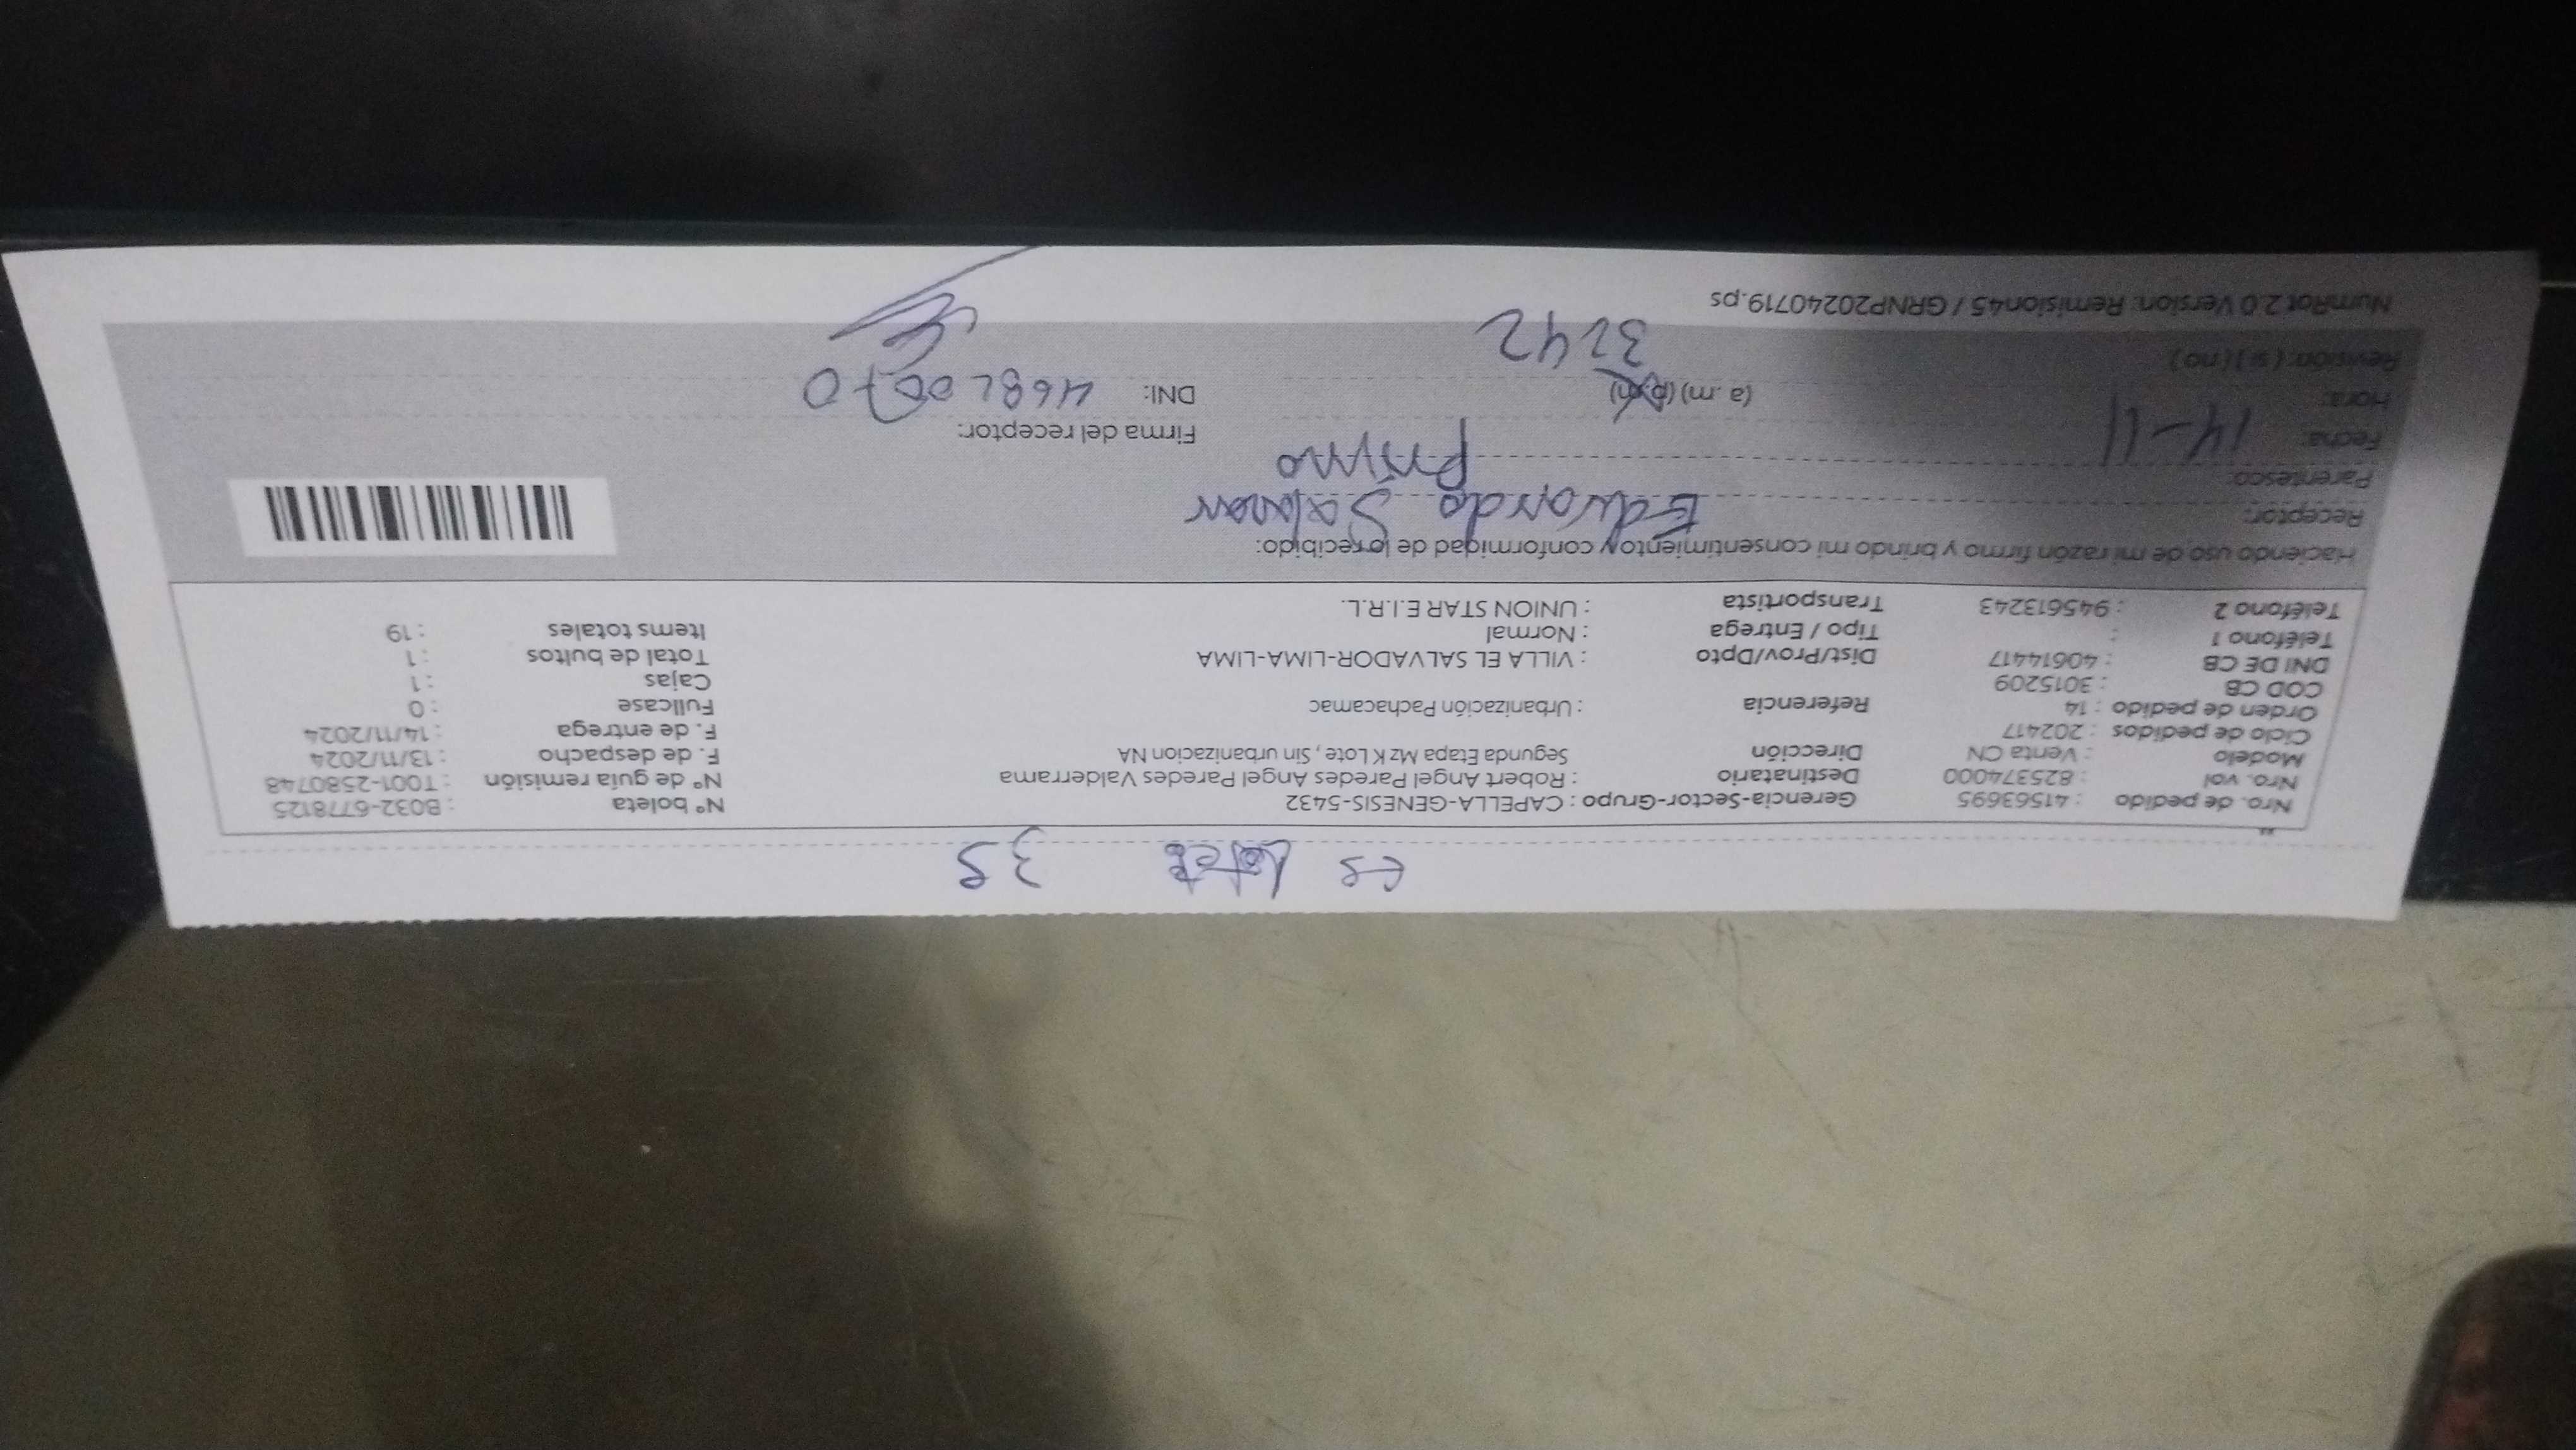 es Lote 38
Nro. de pedido : 41563695 Gerencia-Sector-Grupo : CAPELLA-GENESIS-5432 N° boleta : B032-6778125
Nro. vol : 825374000 Destinatario : Robert Angel Paredes Angel Paredes Valderrama N° de guía remisión : T001-2580748
Modelo : Venta CN Dirección Segunda Etapa Mz K Lote , Sin urbanizacion NA F. de despacho : 13/11/2024
Ciclo de pedidos : 202417 F. de entrega : 14/11/2024
Orden de pedido : 14 Referencia : Urbanización Pachacamac Fullcase : 0
COD CB : 3015209 Cajas : 1
DNI DE CB : 40614417 Dist/Prov/Dpto : VILLA EL SALVADOR-LIMA-LIMA Total de bultos : 1
Teléfono 1 : Tipo / Entrega : Normal Items totales : 19
Teléfono 2 : 945613243 Transportista : UNION STAR E.I.R.L.
Haciendo uso de mi razón firmo y brindo mi consentimiento y conformidad de lo recibido:
Receptor: Eduardo Salazar
Parentesco: Primo
Fecha: 14-11 Firma del receptor:
Hora: (a .m) (p.m) DNI:
Revisión: ( si ) ( no ) 3242
NumRot 2.0 Version: Remision45 / GRNP20240719.ps